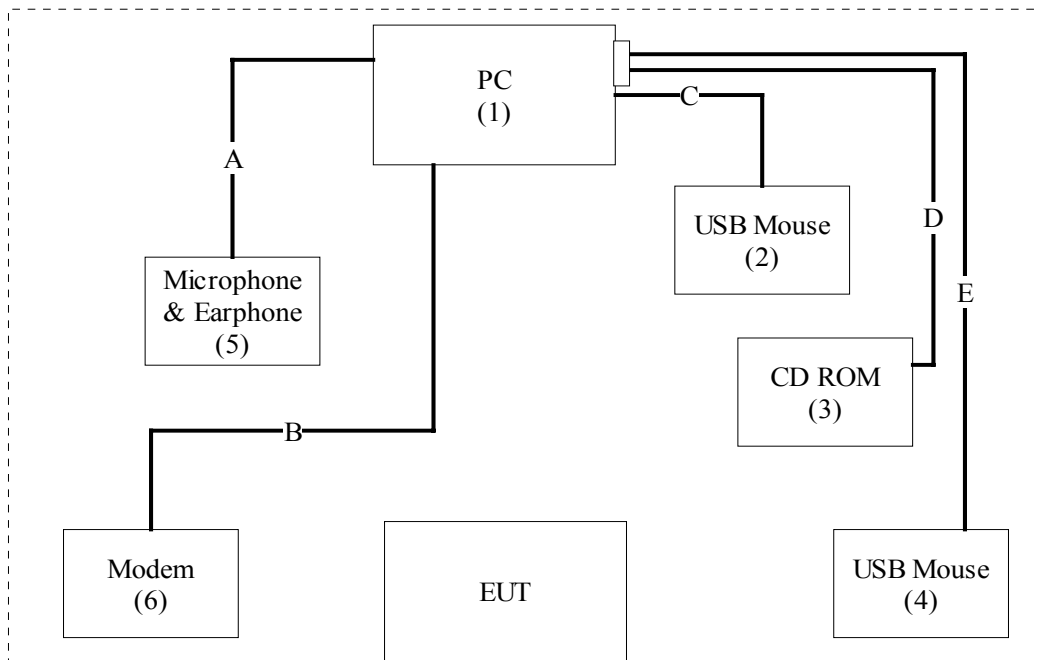 PC
(1)
A
C
USB Mouse
(2)
D
Microphone
& Earphone
(5)
E
CD ROM
(3)
B
Modem
(6)
EUT
USB Mouse
(4)